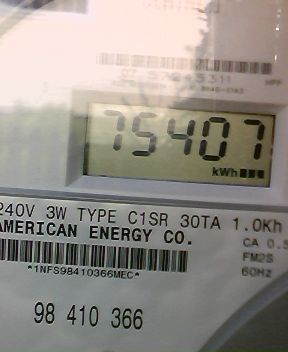 75407
kWh
240V 3W TYPE C1SR 30TA 1.0Kh
AMERICAN ENERGY CO.
CA 0.5
FM2S
60Hz
*1NFS98410366MEC*
98 410 366